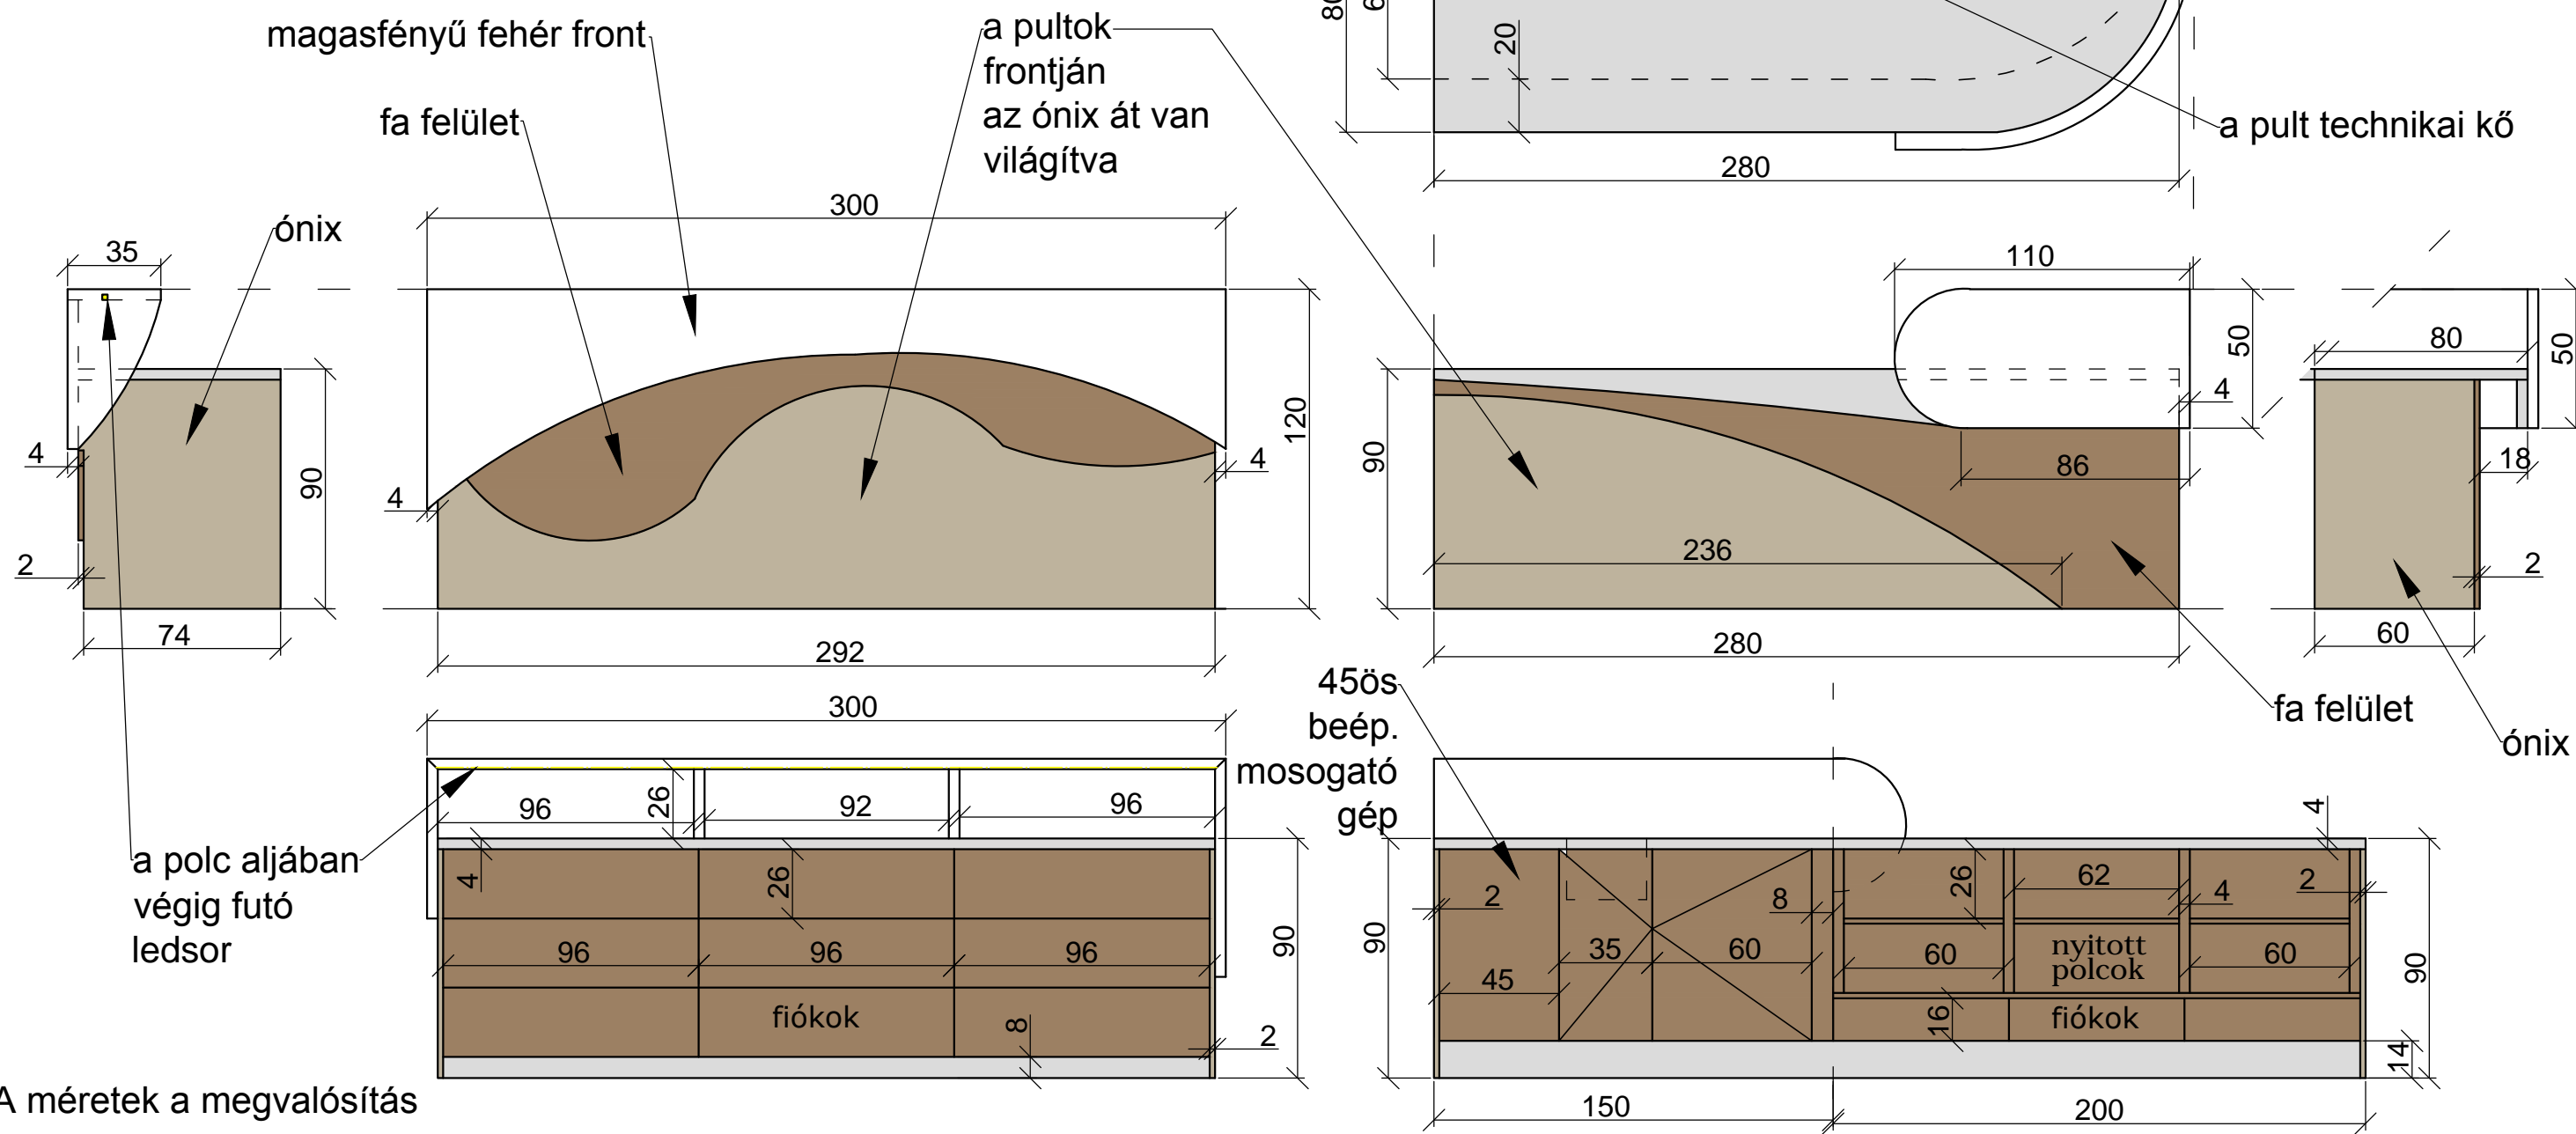 magasfényű fehér front
fa felület
a pultok
frontján
az ónix át van
világítva
20
280
a pult technikai kő
ónix
35
4
2
90
74
300
120
4
4
292
110
50
4
90
86
236
280
80
50
18
2
60
fa felület
ónix
300
96
26
92
96
4
26
96
96
96
fiókok
8
2
90
a polc aljában
végig futó
ledsor
45ös
beép.
mosogató
gép
90
2
45
35
60
8
26
62
4
2
4
60
nyitott
polcok
60
16
fiókok
90
14
150
200
A méretek a megvalósítás